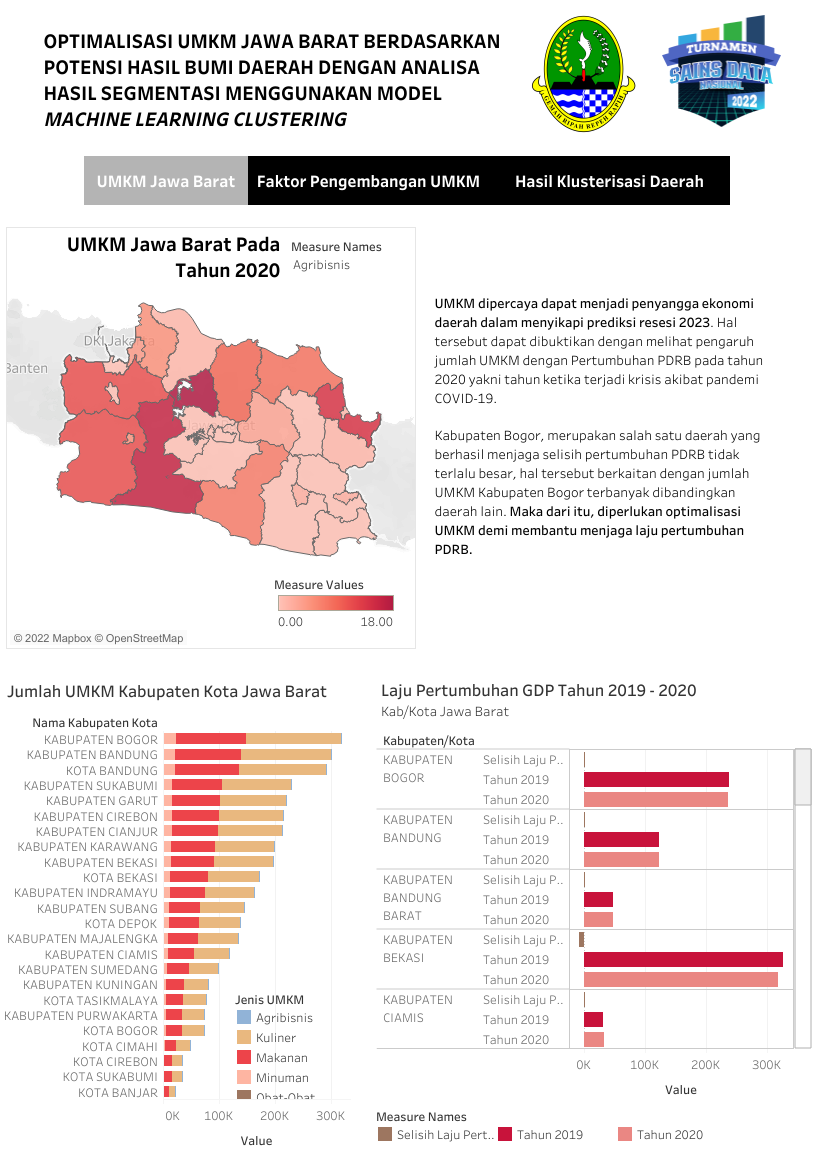 OPTIMALISASI UMKM JAWA BARAT BERDASARKAN
POTENSI HASIL BUMI DAERAH DENGAN ANALISA
HASIL SEGMENTASI MENGGUNAKAN MODEL
MACHINE LEARNING CLUSTERING
GEMAH RIPAH REPEH RAPIH
TURNAMEN
SAINS DATA
NASIONAL
2022
UMKM Jawa Barat
Faktor Pengembangan UMKM
Hasil Klusterisasi Daerah
UMKM Jawa Barat Pada
Tahun 2020
Measure Names
Agribisnis
DKI Jakarta
Banten
Measure Values
0.00
18.00
© 2022 Mapbox © OpenStreetMap
UMKM dipercaya dapat menjadi penyangga ekonomi
daerah dalam menyikapi prediksi resesi 2023. Hal
tersebut dapat dibuktikan dengan melihat pengaruh
jumlah UMKM dengan Pertumbuhan PDRB pada tahun
2020 yakni tahun ketika terjadi krisis akibat pandemi
COVID-19.
Kabupaten Bogor, merupakan salah satu daerah yang
berhasil menjaga selisih pertumbuhan PDRB tidak
terlalu besar, hal tersebut berkaitan dengan jumlah
UMKM Kabupaten Bogor terbanyak dibandingkan
daerah lain. Maka dari itu, diperlukan optimalisasi
UMKM demi membantu menjaga laju pertumbuhan
PDRB.
Jumlah UMKM Kabupaten Kota Jawa Barat
Nama Kabupaten Kota
KABUPATEN BOGOR
KABUPATEN BANDUNG
KOTA BANDUNG
KABUPATEN SUKABUMI
KABUPATEN GARUT
KABUPATEN CIREBON
KABUPATEN CIANJUR
KABUPATEN KARAWANG
KABUPATEN BEKASI
KOTA BEKASI
KABUPATEN INDRAMAYU
KABUPATEN SUBANG
KOTA DEPOK
KABUPATEN MAJALENGKA
KABUPATEN CIAMIS
KABUPATEN SUMEDANG
KABUPATEN KUNINGAN
KOTA TASIKMALAYA
KABUPATEN PURWAKARTA
KOTA BOGOR
KOTA CIMAHI
KOTA CIREBON
KOTA SUKABUMI
KOTA BANJAR
0K
100K
200K
300K
Value
Jenis UMKM
Agribisnis
Kuliner
Makanan
Minuman
Obat-Obat
Laju Pertumbuhan GDP Tahun 2019 - 2020
Kab/Kota Jawa Barat
Kabupaten/Kota
KABUPATEN
BOGOR
Selisih Laju P..
Tahun 2019
Tahun 2020
KABUPATEN
BANDUNG
Selisih Laju P..
Tahun 2019
Tahun 2020
KABUPATEN
BANDUNG
BARAT
Selisih Laju P..
Tahun 2019
Tahun 2020
KABUPATEN
BEKASI
Selisih Laju P..
Tahun 2019
Tahun 2020
KABUPATEN
CIAMIS
Selisih Laju P..
Tahun 2019
Tahun 2020
0K
100K
200K
300K
Value
Measure Names
Selisih Laju Pert..
Tahun 2019
Tahun 2020